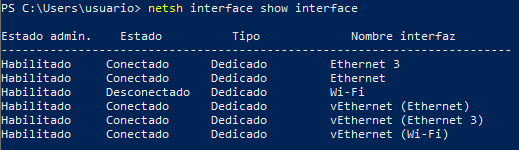 PS C:\Users\usuario> netsh interface show interface
Estado admin. Estado Tipo Nombre interfaz
-------------------------------------------------------------------------
Habilitado Conectado Dedicado Ethernet 3
Habilitado Conectado Dedicado Ethernet
Habilitado Desconectado Dedicado Wi-Fi
Habilitado Conectado Dedicado vEthernet (Ethernet)
Habilitado Conectado Dedicado vEthernet (Ethernet 3)
Habilitado Conectado Dedicado vEthernet (Wi-Fi)